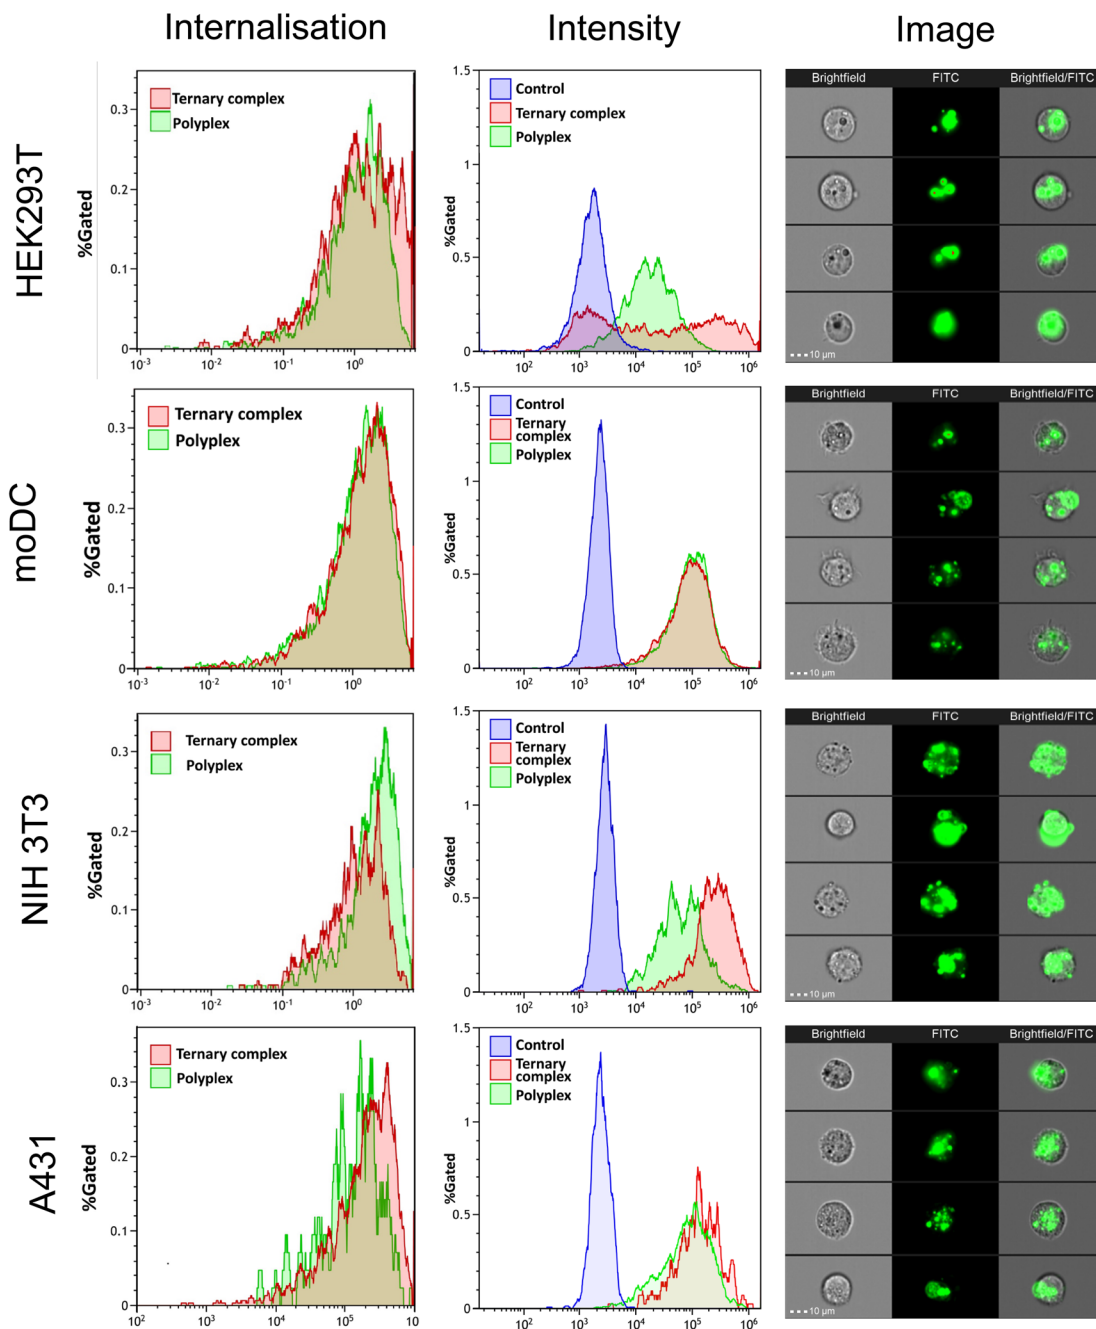 Internalisation Intensity Image
HEK293T
Ternary complex
Polyplex
%Gated
0.3
0.2
0.1
0
10-3 10-2 10-1 100
Control
Ternary complex
Polyplex
%Gated
1.5
1
0.5
0
102 103 104 105 106
Brightfield FITC Brightfield/FITC
10 µm
moDC
Ternary complex
Polyplex
%Gated
0.3
0.2
0.1
0
10-3 10-2 10-1 100
Control
Ternary
complex
Polyplex
%Gated
1.5
1
0.5
0
102 103 104 105 106
Brightfield FITC Brightfield/FITC
10 µm
NIH 3T3
Ternary complex
Polyplex
%Gated
0.3
0.2
0.1
0
10-3 10-2 10-1 100
Control
Ternary
complex
Polyplex
%Gated
1.5
1
0.5
0
102 103 104 105 106
Brightfield FITC Brightfield/FITC
10 µm
A431
Ternary complex
Polyplex
%Gated
0.3
0.2
0.1
0
102 103 104 105 10
Control
Ternary
complex
Polyplex
%Gated
1.5
1
0.5
0
102 103 104 105 106
Brightfield FITC Brightfield/FITC
10 µm